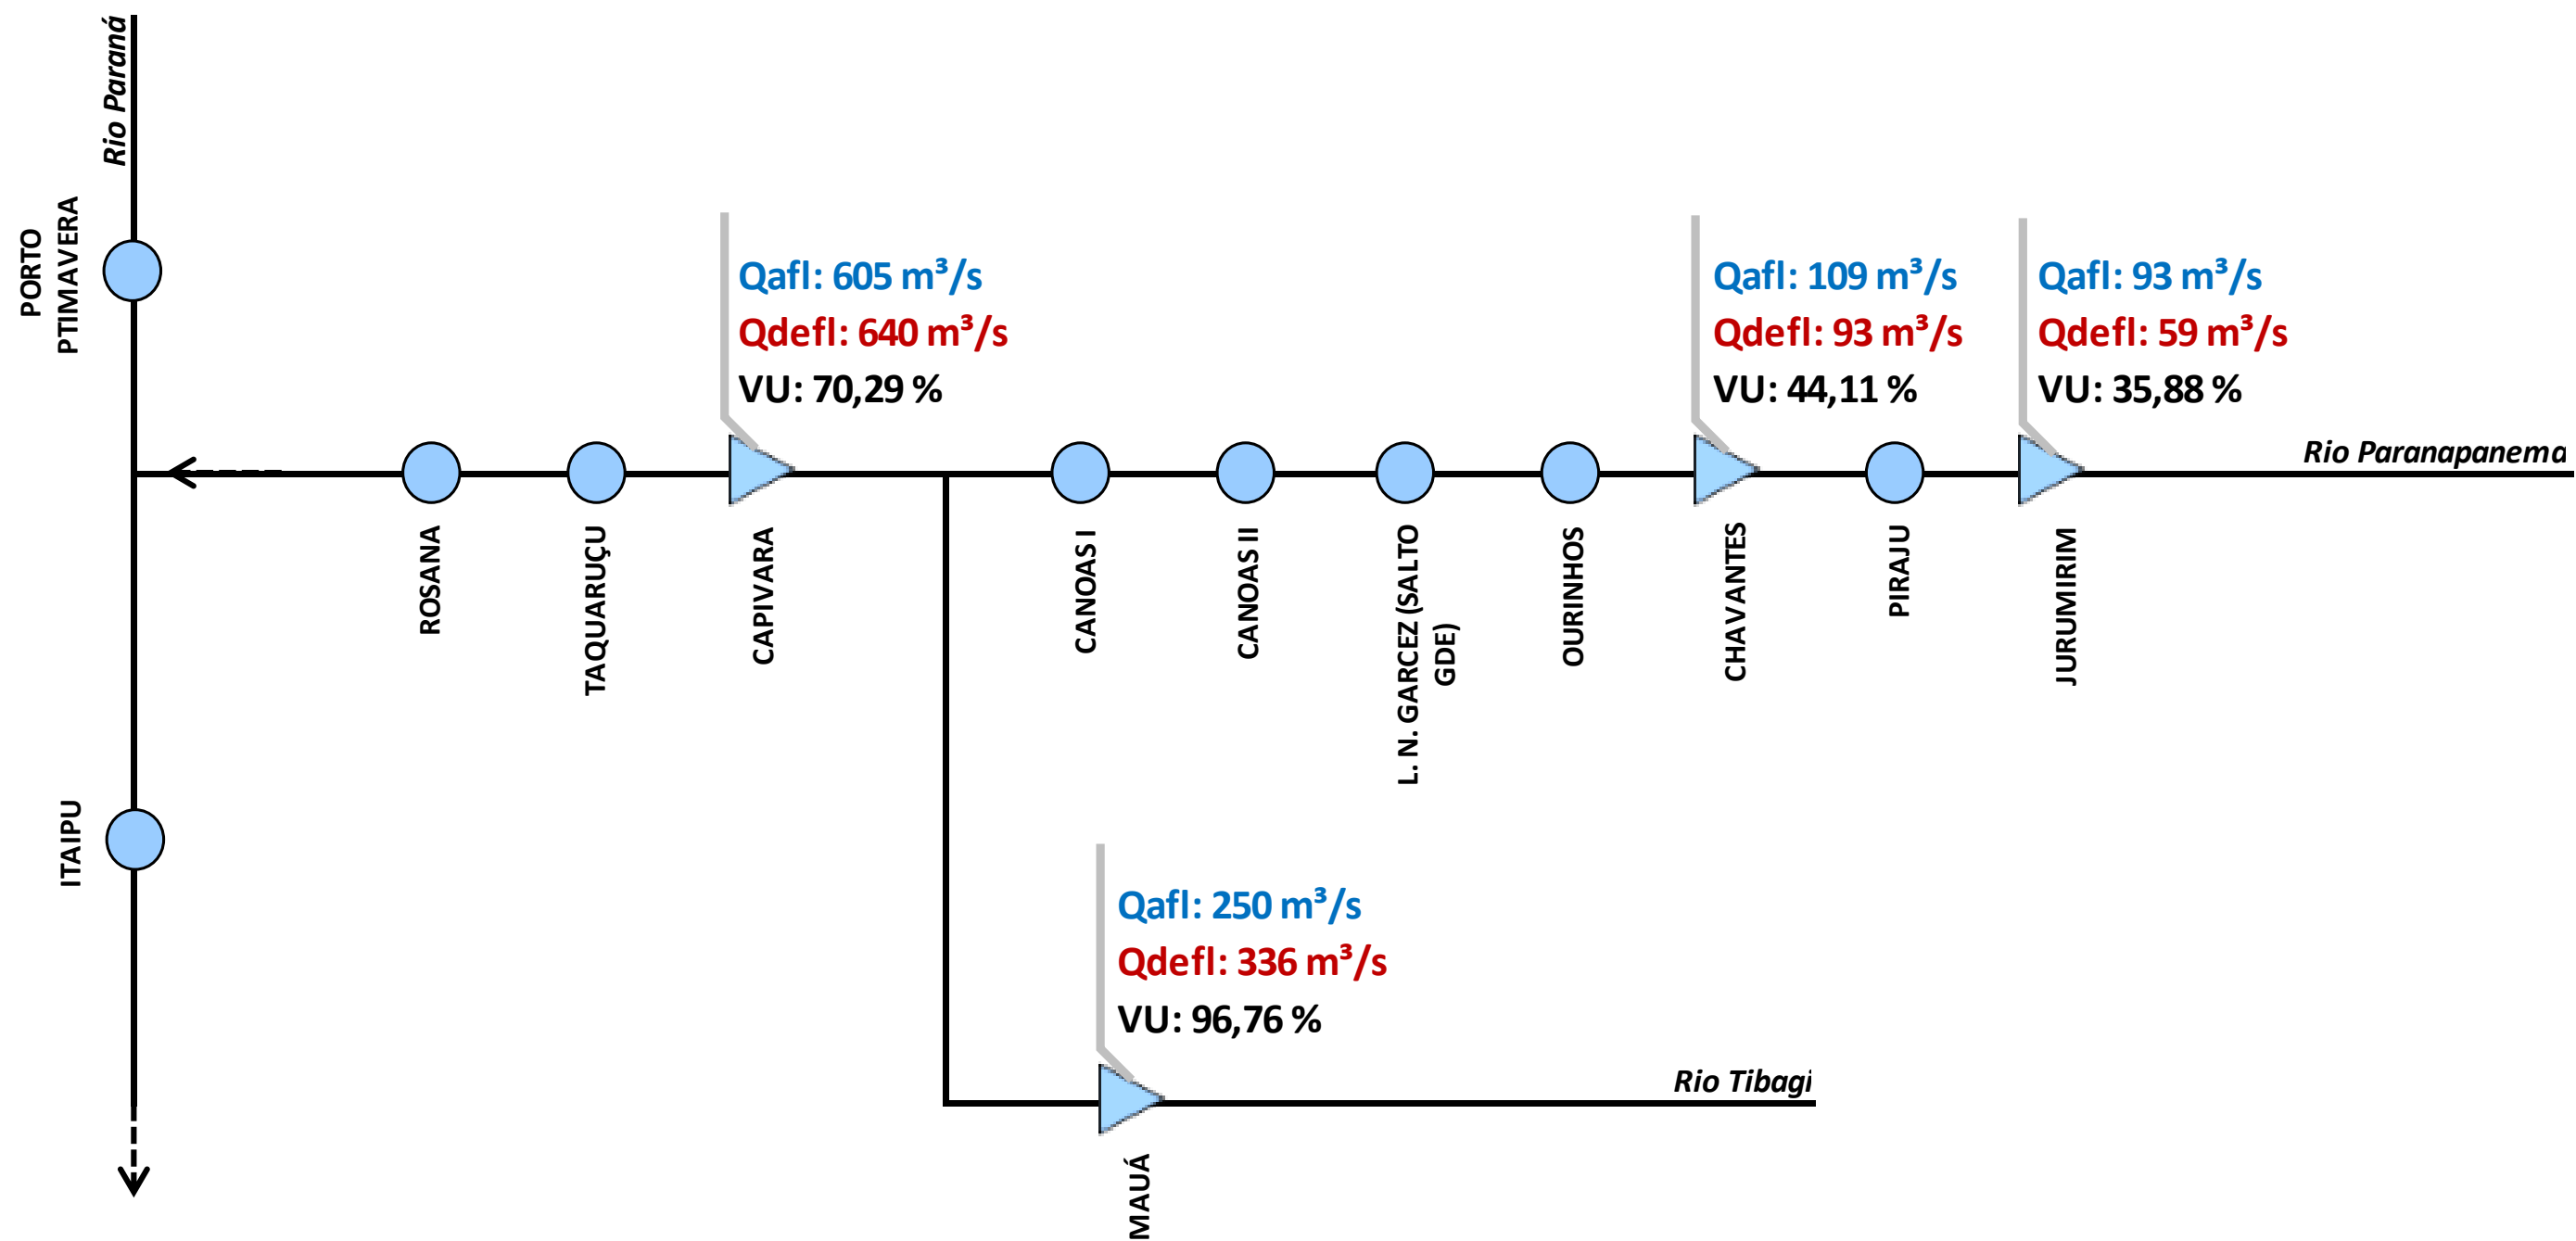 Rio Paraná
PORTO
PTIMAVERA
Qafl: 605 m³/s
Qdefl: 640 m³/s
VU: 70,29 %
Qafl: 109 m³/s
Qdefl: 93 m³/s
VU: 44,11 %
Qafl: 93 m³/s
Qdefl: 59 m³/s
VU: 35,88 %
Rio Paranapanema
ROSANA
TAQUARUÇU
CAPIVARA
CANOAS I
CANOAS II
L. N. GARCEZ (SALTO
GDE)
OURINHOS
CHAVANTES
PIRAJU
JURUMIRIM
ITAIPU
Qafl: 250 m³/s
Qdefl: 336 m³/s
VU: 96,76 %
Rio Tibagi
MAUÁ